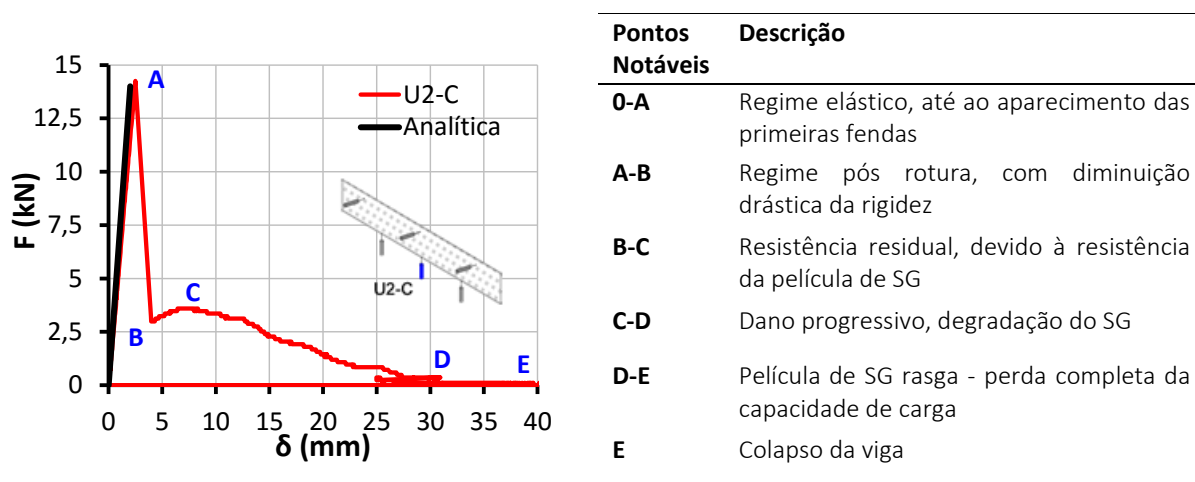 15
12,5
10
7,5
5
2,5
0
F (kN)
A
B
C
D
E
U2-C
Analítica
U2-C
0 5 10 15 20 25 30 35 40
δ (mm)
Pontos Descrição
Notáveis
0-A Regime elástico, até ao aparecimento das
primeiras fendas
A-B Regime pós rotura, com diminuição
drástica da rigidez
B-C Resistência residual, devido à resistência
da película de SG
C-D Dano progressivo, degradação do SG
D-E Película de SG rasga - perda completa da
capacidade de carga
E Colapso da viga